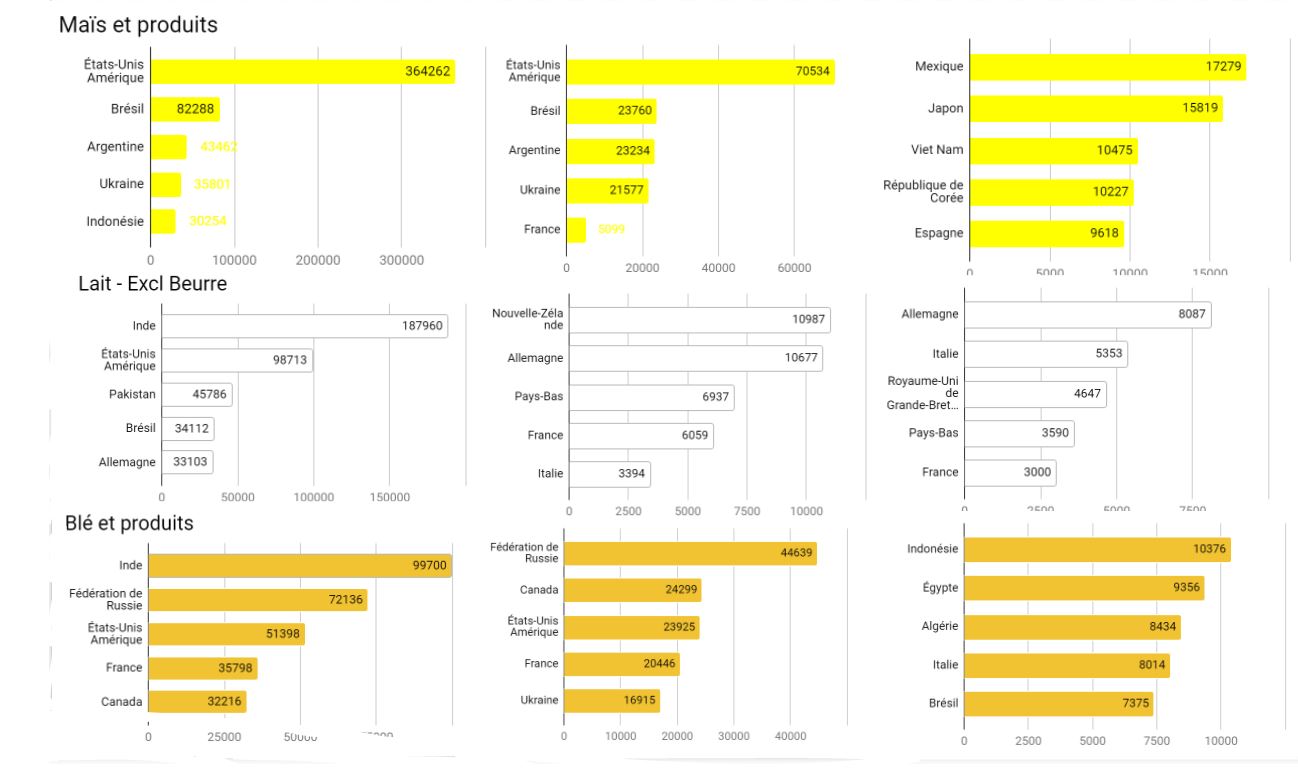 Maïs et produits
États-Unis
Amérique
364262
Brésil
82288
Argentine
43462
Ukraine
35801
Indonésie
30254
0 100000 200000 300000
États-Unis
Amérique
70534
Brésil
23760
Argentine
23234
Ukraine
21577
France
5099
0 20000 40000 60000
Mexique
17279
Japon
15819
Viet Nam
10475
République de
Corée
10227
Espagne
9618
0 5000 10000 15000
Lait - Excl Beurre
Inde
187960
États-Unis
Amérique
98713
Pakistan
45786
Brésil
34112
Allemagne
33103
0 50000 100000 150000
Nouvelle-Zéla
nde
10987
Allemagne
10677
Pays-Bas
6937
France
6059
Italie
3394
0 2500 5000 7500 10000
Allemagne
8087
Italie
5353
Royaume-Uni
de
Grande-Bret...
4647
Pays-Bas
3590
France
3000
0 2500 5000 7500
Blé et produits
Inde
99700
Fédération de
Russie
72136
États-Unis
Amérique
51398
France
35798
Canada
32216
0 25000 50000 75000
Fédération de
Russie
44639
Canada
24299
États-Unis
Amérique
23925
France
20446
Ukraine
16915
0 10000 20000 30000 40000
Indonésie
10376
Égypte
9356
Algérie
8434
Italie
8014
Brésil
7375
0 2500 5000 7500 10000